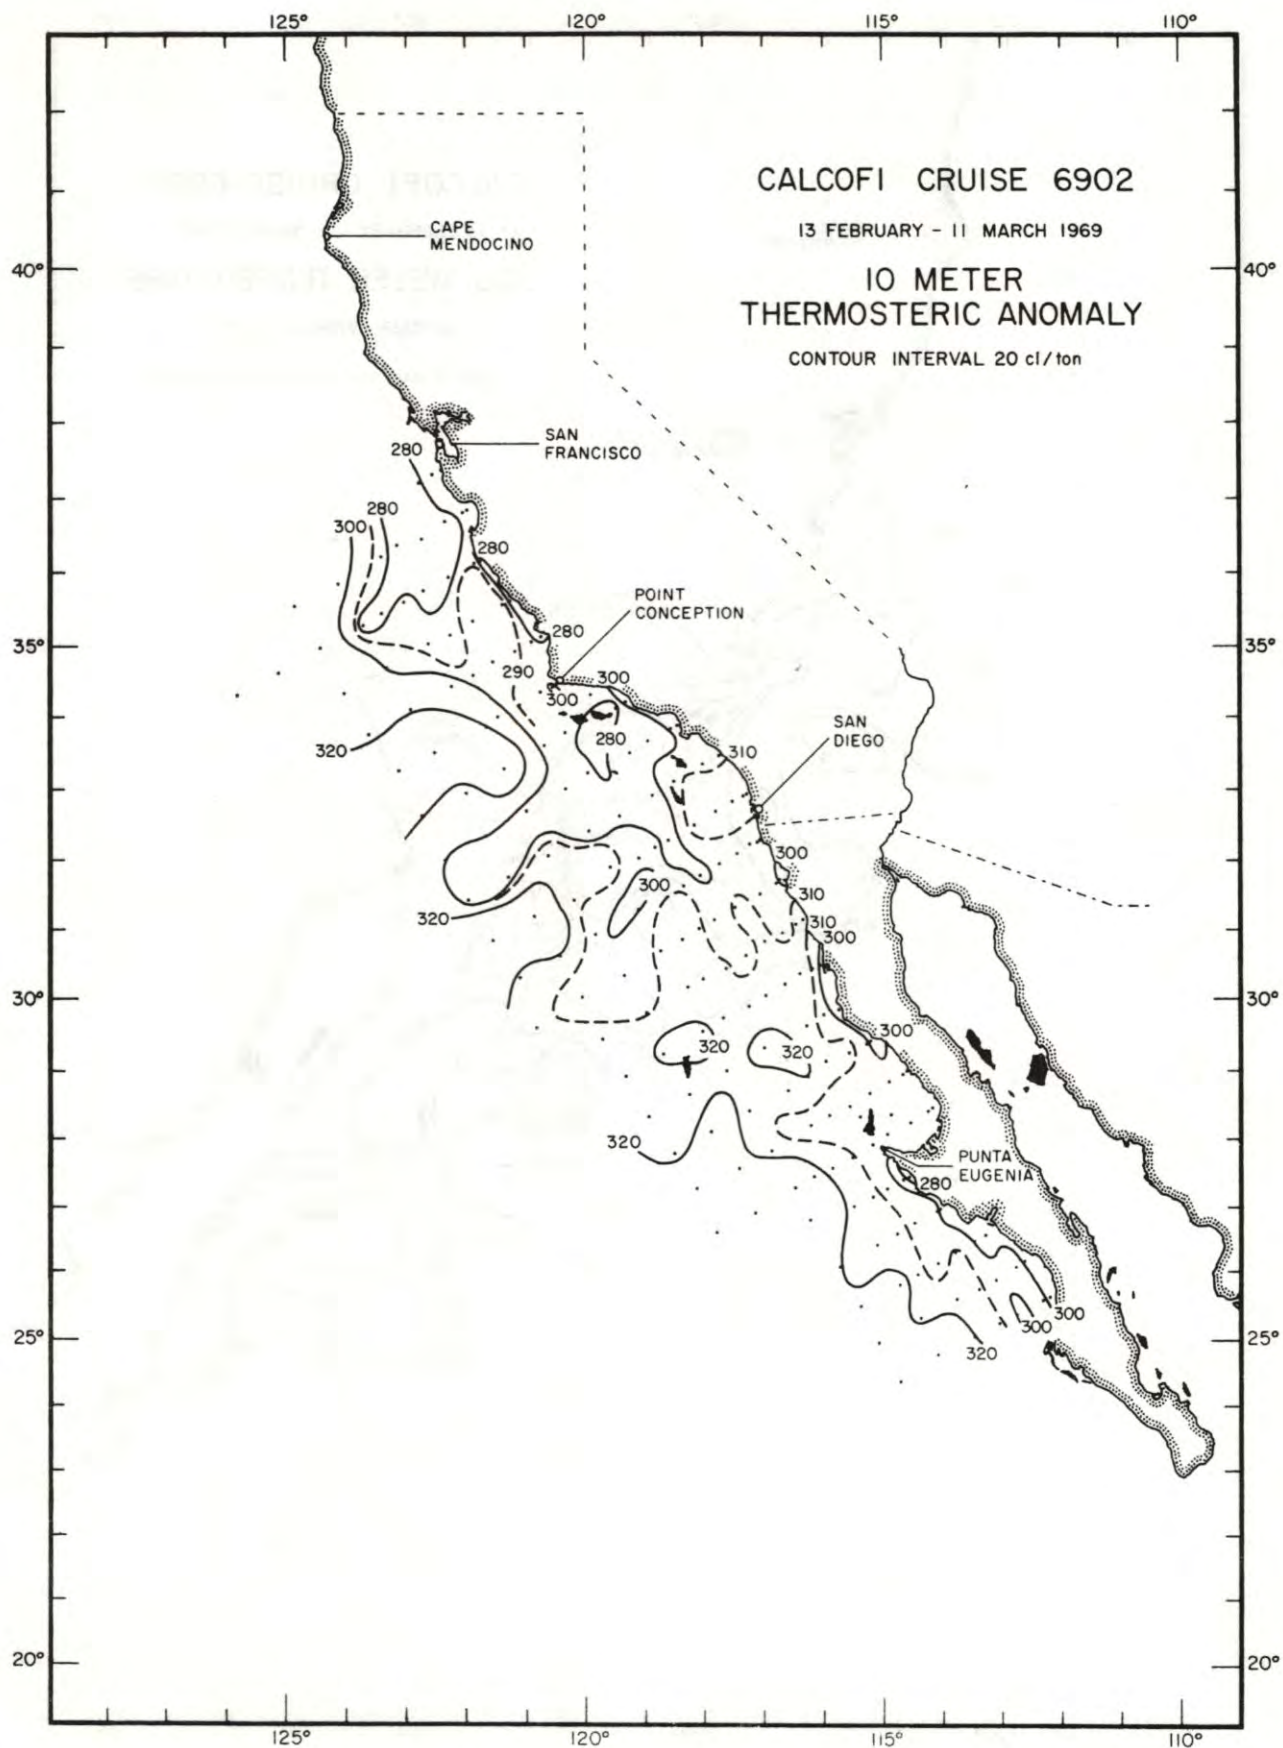 125° 120° 115° 110°
CALCOFI CRUISE 6902
13 FEBRUARY - 11 MARCH 1969
10 METER
THERMOSTERIC ANOMALY
CONTOUR INTERVAL 20 cl/ton
CAPE
MENDOCINO
40° 40°
SAN
FRANCISCO
280
280
300
280
POINT
CONCEPTION
280
35° 35°
290
300
300
SAN
DIEGO
280
320
310
300
300
310
320
310
300
30° 30°
300
320
320
320
PUNTA
EUGENIA
280
300
300
25° 25°
320
20° 20°
125° 120° 115° 110°